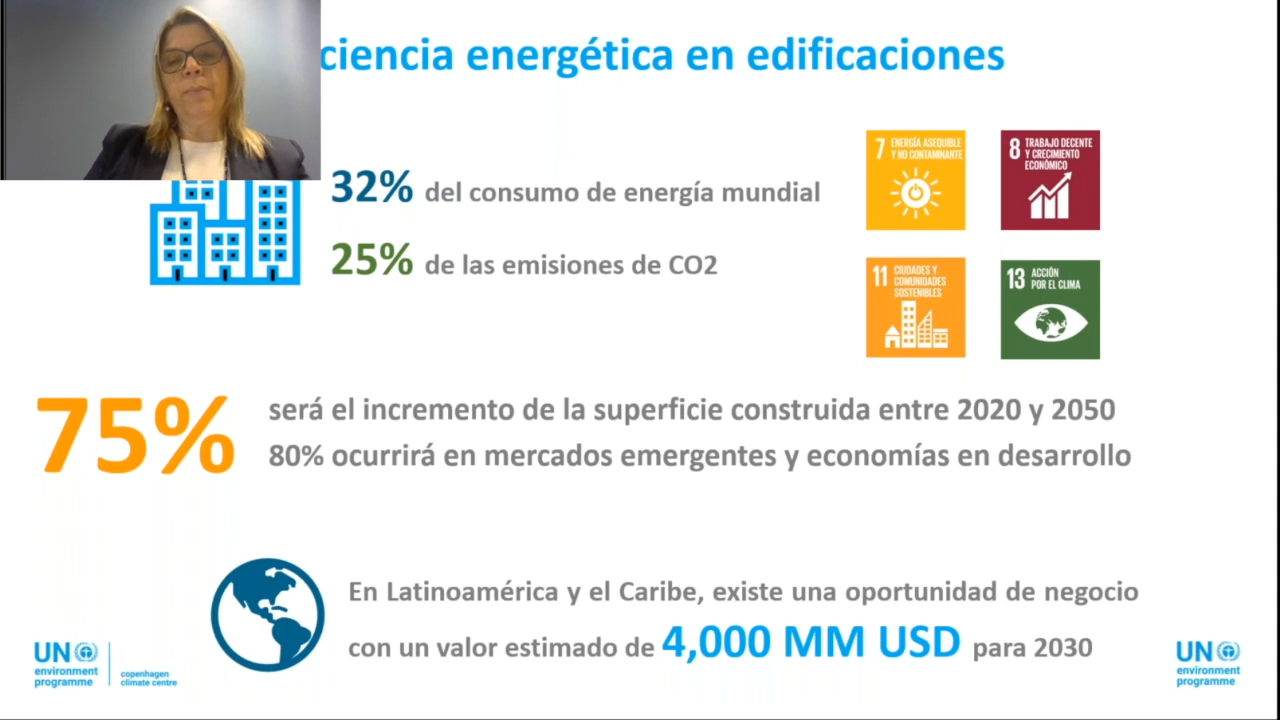 ciencia energética en edificaciones
32% del consumo de energía mundial
25% de las emisiones de CO2
7 ENERGÍA ASEQUIBLE
Y NO CONTAMINANTE
8 TRABAJO DECENTE
Y CRECIMIENTO
ECONÓMICO
11 CIUDADES Y
COMUNIDADES
SOSTENIBLES
13 ACCIÓN
POR EL CLIMA
75%
será el incremento de la superficie construida entre 2020 y 2050
80% ocurrirá en mercados emergentes y economías en desarrollo
En Latinoamérica y el Caribe, existe una oportunidad de negocio
con un valor estimado de 4,000 MM USD para 2030
UN
environment
programme
copenhagen
climate centre
UN
environment
programme